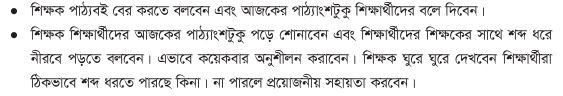 • শিক্ষক পাঠ্যবই বের করতে বলবেন এবং আজকের পাঠ্যাংশটুকু শিক্ষার্থীদের বলে দিবেন।
• শিক্ষক শিক্ষার্থীদের আজকের পাঠ্যাংশটুকু পড়ে শোনাবেন এবং শিক্ষার্থীদের শিক্ষকের সাথে শব্দ ধরে
নীরবে পড়তে বলবেন। এভাবে কয়েকবার অনুশীলন করাবেন। শিক্ষক ঘুরে ঘুরে দেখবেন শিক্ষার্থীরা
ঠিকভাবে শব্দ ধরতে পারছে কিনা। না পারলে প্রয়োজনীয় সহায়তা করবেন।